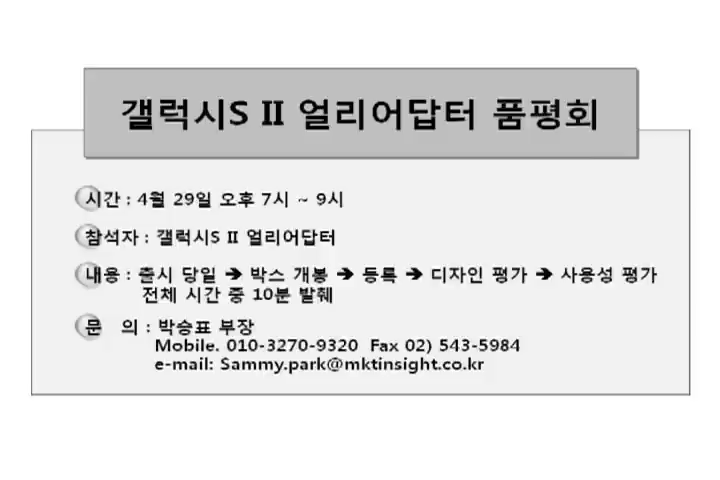 갤럭시S II 얼리어답터 품평회
시간 : 4월 29일 오후 7시 ~ 9시
참석자 : 갤럭시S II 얼리어답터
내용 : 출시 당일 ➔ 박스 개봉 ➔ 등록 ➔ 디자인 평가 ➔ 사용성 평가
전체 시간 중 10분 발췌
문 의 : 박승표 부장
Mobile. 010-3270-9320 Fax 02) 543-5984
e-mail: Sammy.park@mktinsight.co.kr